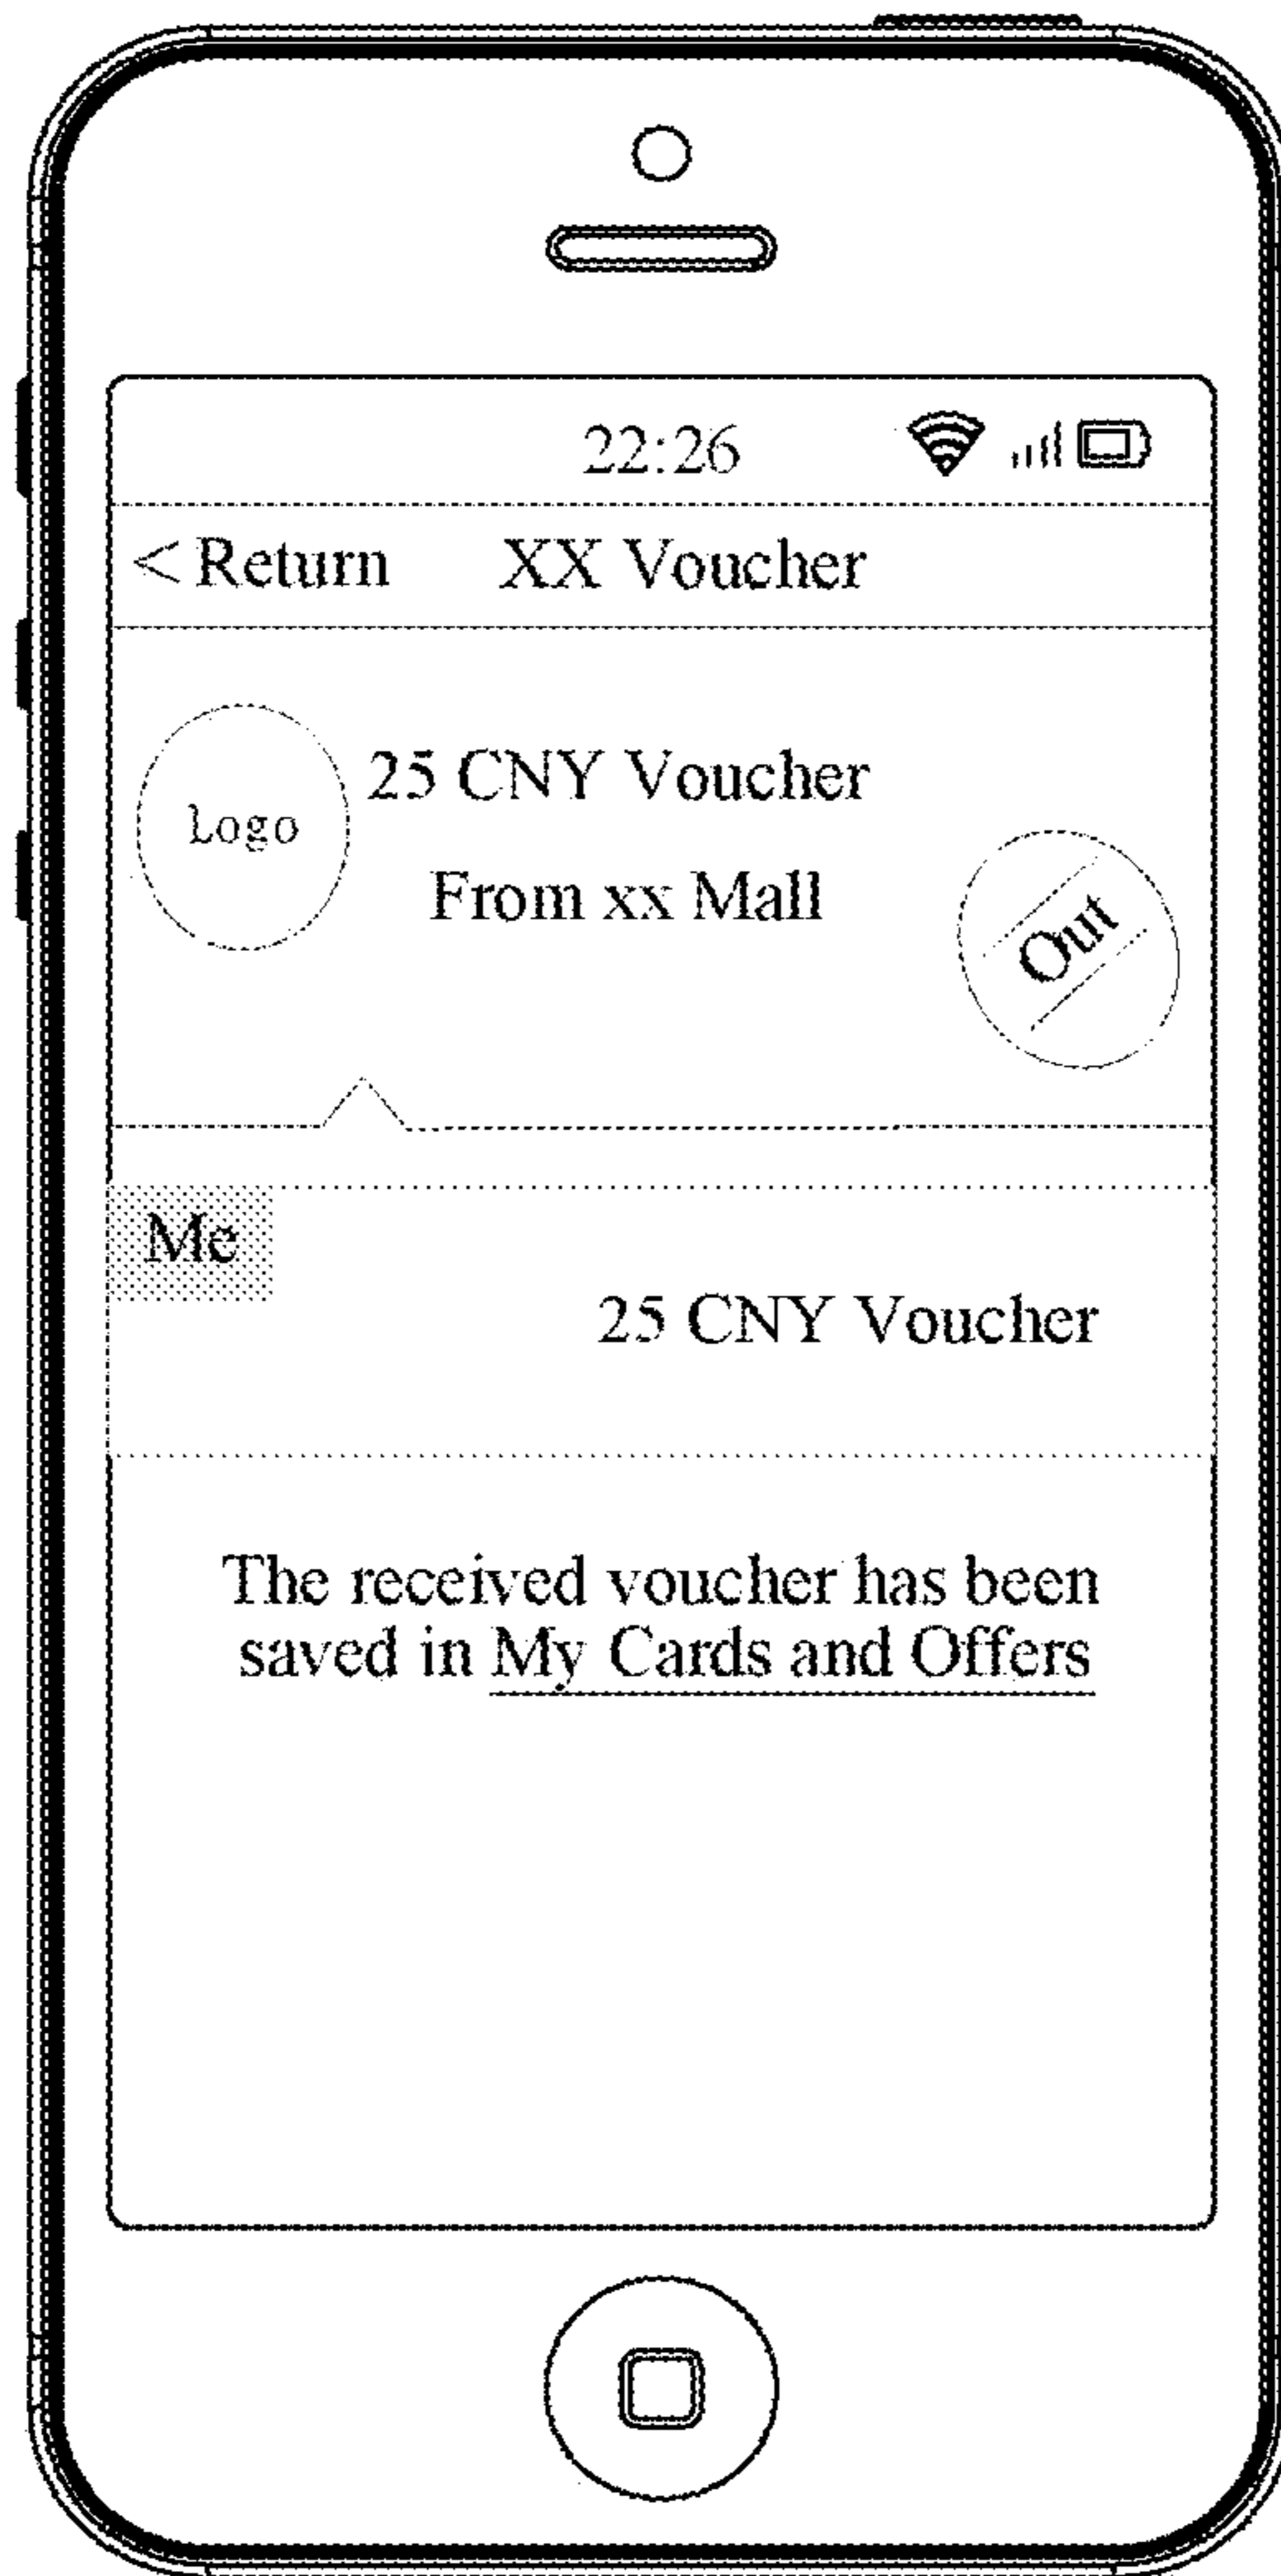 22:26
< Return XX Voucher
Logo
25 CNY Voucher
From xx Mall
Out
Me
25 CNY Voucher
The received voucher has been
saved in My Cards and Offers